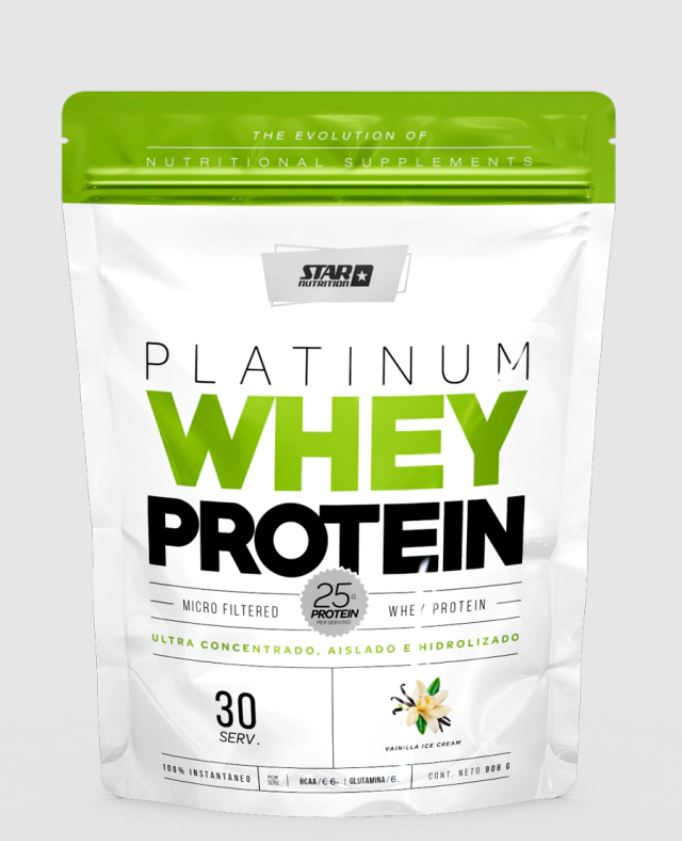 THE EVOLUTION OF
NUTRITIONAL SUPPLEMENTS
STAR
NUTRITION
PLATINUM
WHEY
PROTEIN
MICRO FILTERED
25G
PROTEIN
PER SERVING
PROTEIN
ULTRA CONCENTRADO, AISLADO E HIDROLIZADO
30
SERV.
VAINILLA ICE CREAM
100% INSTANTÁNEO
POR
SERV.
BCAA
GLUTAMINA
CONT. NETO 908 G